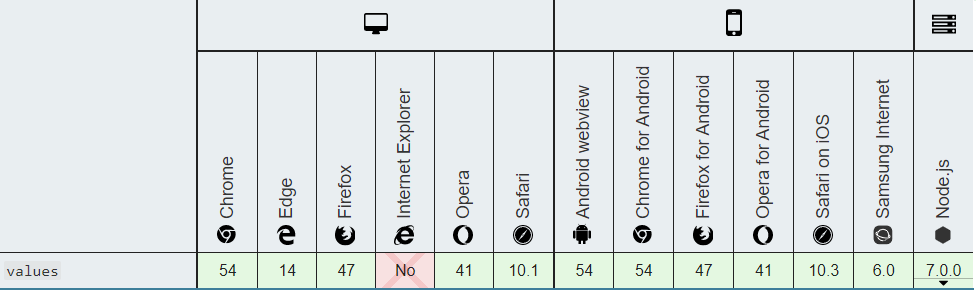 Chrome
Edge
Firefox
Internet Explorer
Opera
Safari
Android webview
Chrome for Android
Firefox for Android
Opera for Android
Safari on iOS
Samsung Internet
Node.js
values 54 14 47 No 41 10.1 54 54 47 41 10.3 6.0 7.0.0